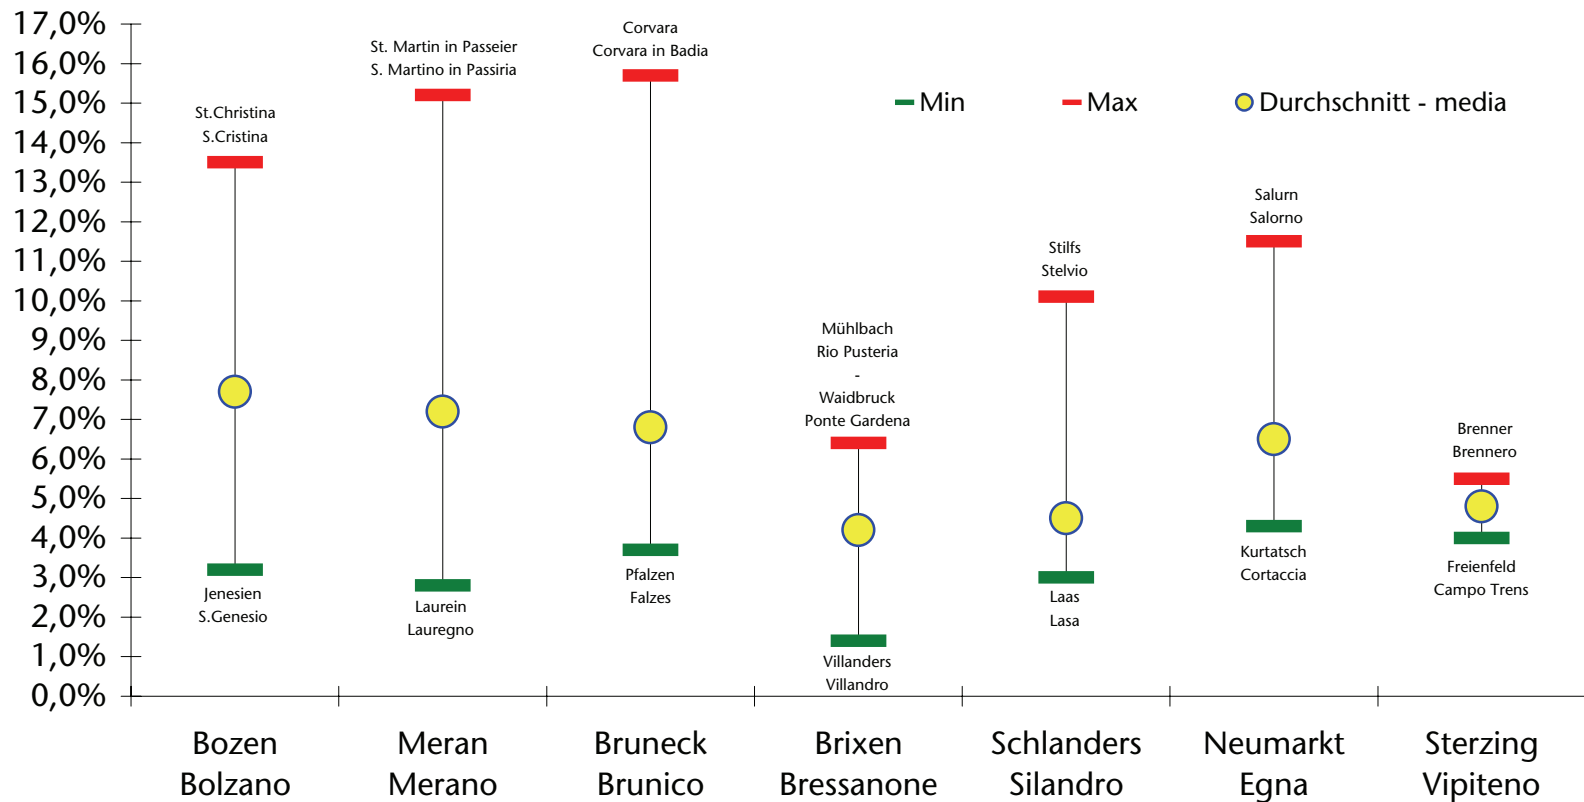 17,0%
16,0%
15,0%
14,0%
13,0%
12,0%
11,0%
10,0%
9,0%
8,0%
7,0%
6,0%
5,0%
4,0%
3,0%
2,0%
1,0%
0,0%
Min
Max
Durchschnitt - media
St.Christina
S.Cristina
Jenesien
S.Genesio
St. Martin in Passeier
S. Martino in Passiria
Laurein
Lauregno
Corvara
Corvara in Badia
Pfalzen
Falzes
Mühlbach
Rio Pusteria
-
Waidbruck
Ponte Gardena
Villanders
Villandro
Stilfs
Stelvio
Laas
Lasa
Salurn
Salorno
Kurtatsch
Cortaccia
Brenner
Brennero
Freienfeld
Campo Trens
Bozen
Bolzano
Meran
Merano
Bruneck
Brunico
Brixen
Bressanone
Schlanders
Silandro
Neumarkt
Egna
Sterzing
Vipiteno